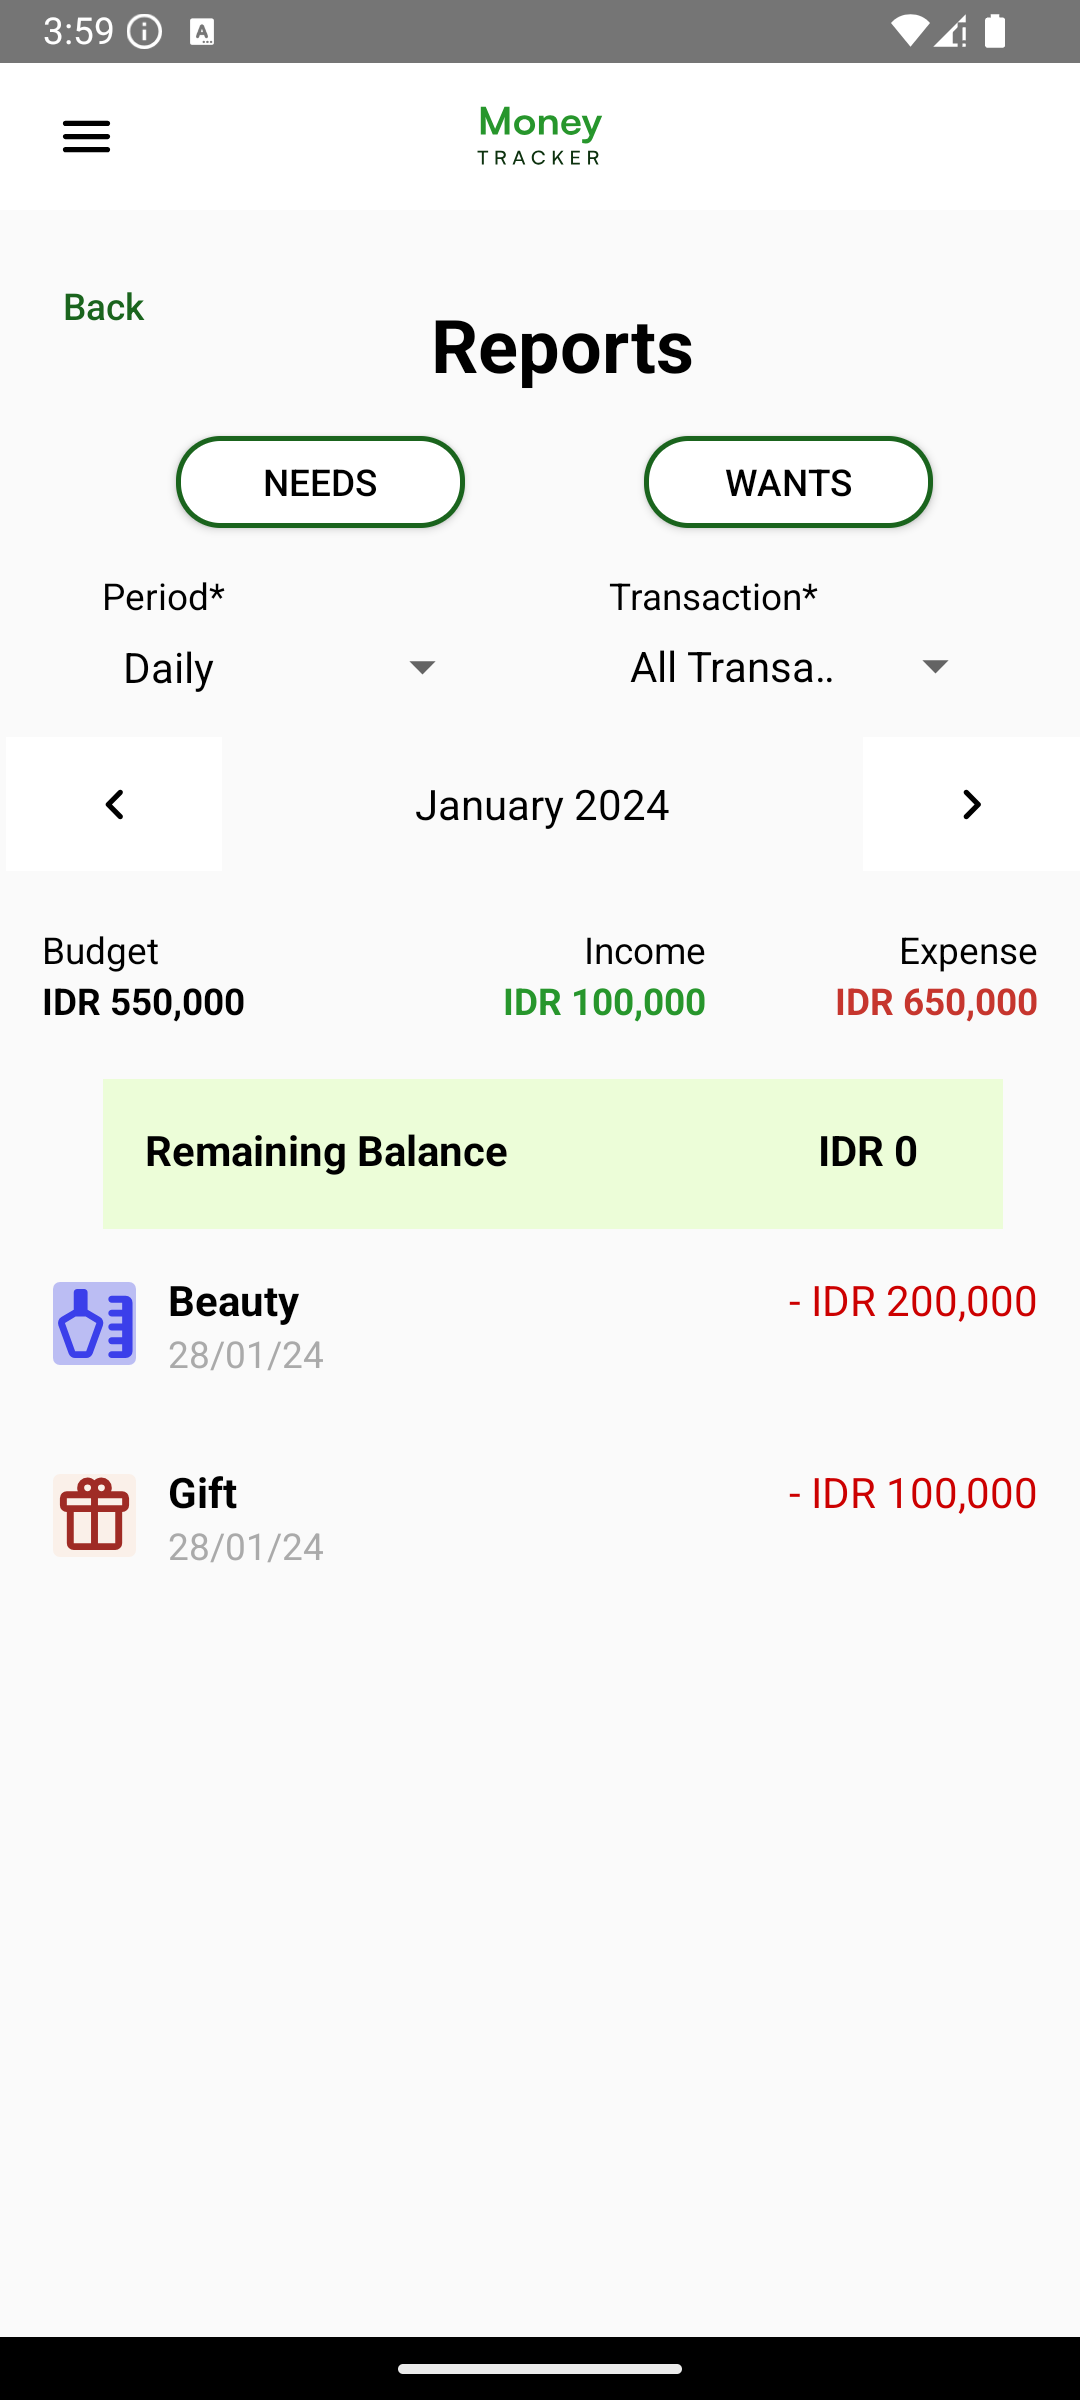 3:59
Money
TRACKER
Back
Reports
NEEDS
WANTS
Period*
Transaction*
Daily
All Transa..
January 2024
Budget
Income
Expense
IDR 550,000
IDR 100,000
IDR 650,000
Remaining Balance
IDR 0
Beauty
- IDR 200,000
28/01/24
Gift
- IDR 100,000
28/01/24